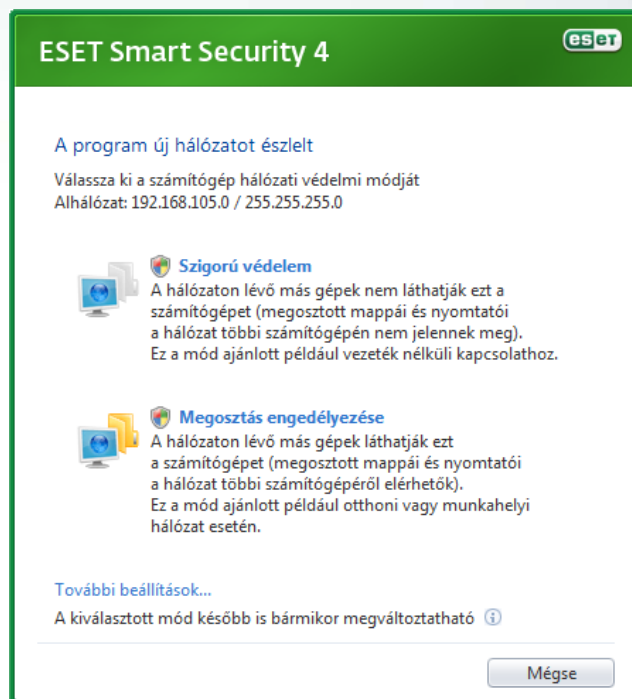 ESET Smart Security 4
eset
A program új hálózatot észlelt
Válassza ki a számítógép hálózati védelmi módját
Alhálózat: 192.168.105.0 / 255.255.255.0
Szigorú védelem
A hálózaton lévő más gépek nem láthatják ezt a
számítógépet (megosztott mappái és nyomtatói
a hálózat többi számítógépén nem jelennek meg).
Ez a mód ajánlott például vezeték nélküli kapcsolathoz.
Megosztás engedélyezése
A hálózaton lévő más gépek láthatják ezt
a számítógépet (megosztott mappái és nyomtatói
a hálózat többi számítógépéről elérhetők).
Ez a mód ajánlott például otthoni vagy munkahelyi
hálózat esetén.
További beállítások...
A kiválasztott mód később is bármikor megváltoztatható
Mégse